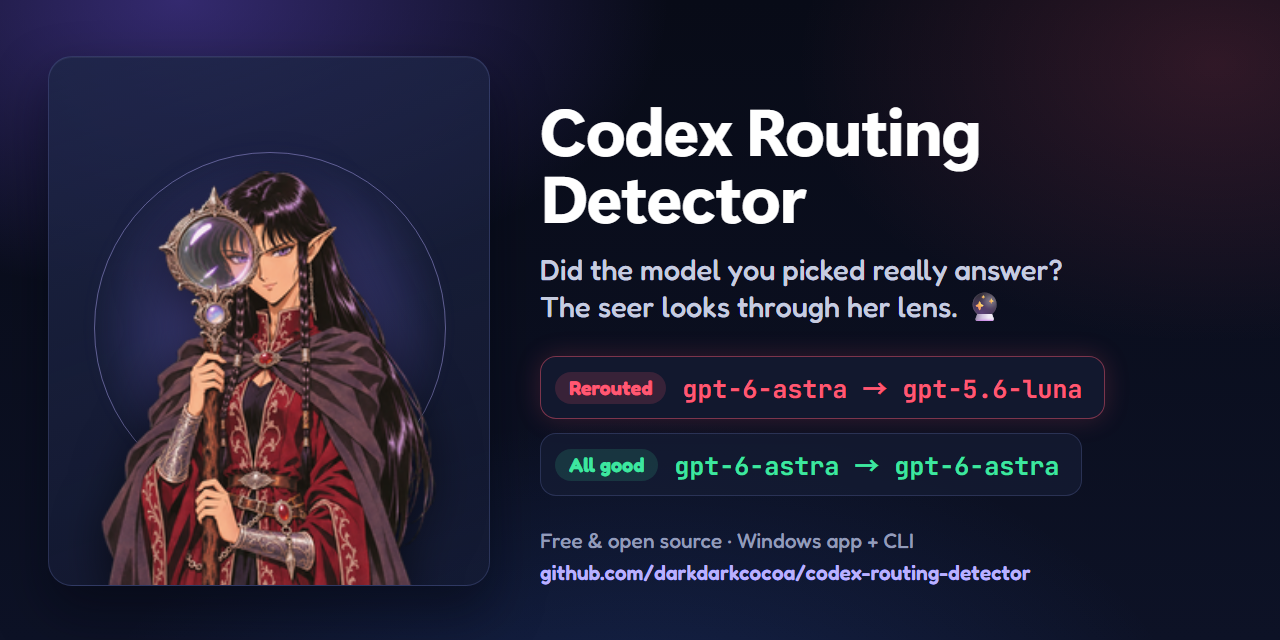 Codex Routing
Detector
Did the model you picked really answer?
The seer looks through her lens. 🔮
Rerouted gpt-6-astra → gpt-5.6-luna
All good gpt-6-astra → gpt-6-astra
Free & open source · Windows app + CLI
github.com/darkdarkcocoa/codex-routing-detector